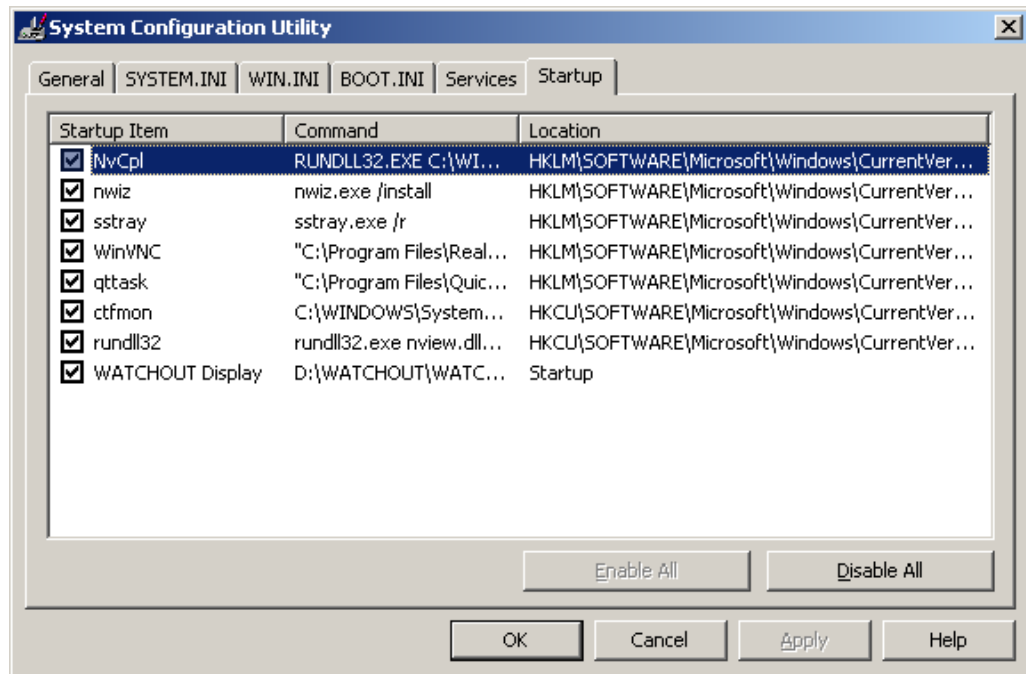 System Configuration Utility
General SYSTEM.INI WIN.INI BOOT.INI Services Startup
Startup Item Command Location
NvCpl RUNDLL32.EXE C:\WI... HKLM\SOFTWARE\Microsoft\Windows\CurrentVer...
nwiz nwiz.exe /install HKLM\SOFTWARE\Microsoft\Windows\CurrentVer...
sstray sstray.exe /r HKLM\SOFTWARE\Microsoft\Windows\CurrentVer...
WinVNC "C:\Program Files\Real... HKLM\SOFTWARE\Microsoft\Windows\CurrentVer...
qttask "C:\Program Files\Quic... HKLM\SOFTWARE\Microsoft\Windows\CurrentVer...
ctfmon C:\WINDOWS\System... HKCU\SOFTWARE\Microsoft\Windows\CurrentVer...
rundll32 rundll32.exe nview.dll... HKCU\SOFTWARE\Microsoft\Windows\CurrentVer...
WATCHOUT Display D:\WATCHOUT\WATC... Startup
Enable All Disable All
OK Cancel Apply Help